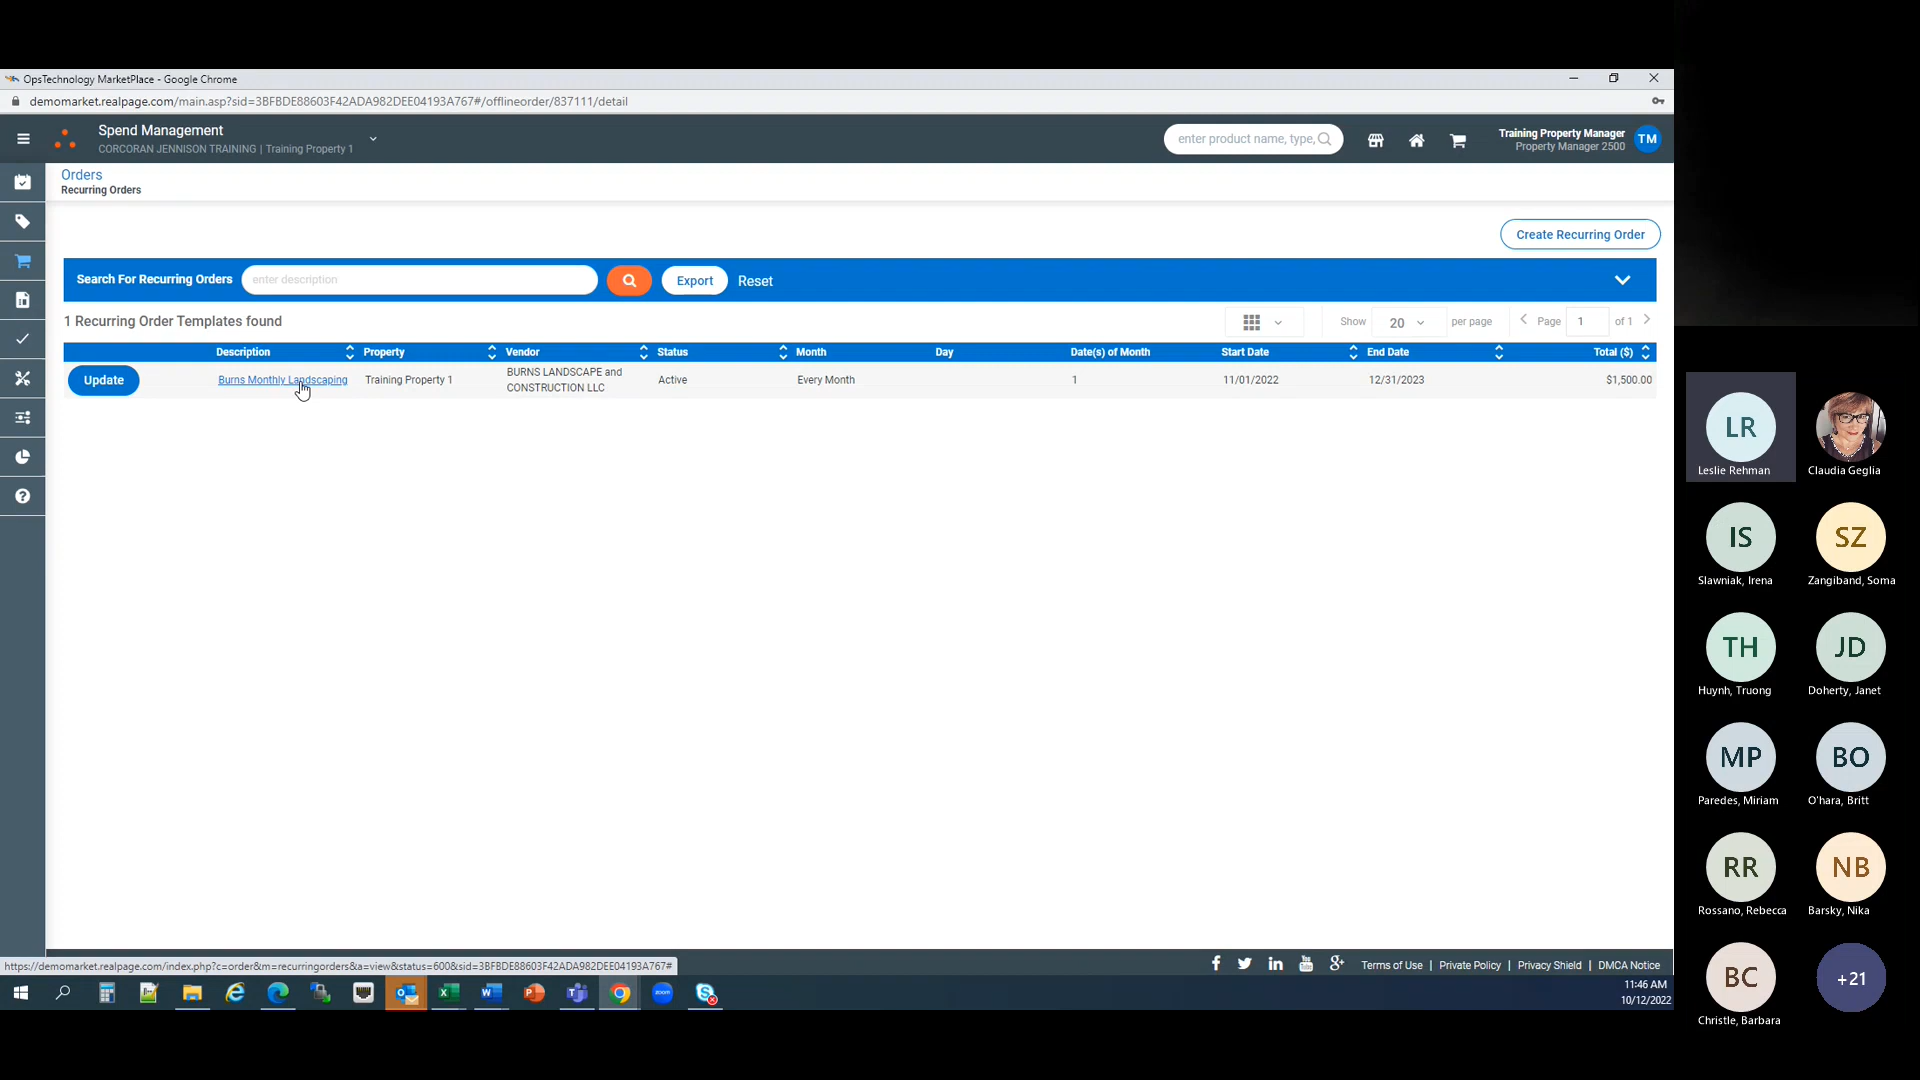 OpsTechnology MarketPlace - Google Chrome
demomarket.realpage.com/main.asp?sid=3BFBDE88603F42ADA982DEE04193A767#/offlineorder/837111/detail
Spend Management
CORCORAN JENNISON TRAINING | Training Property 1
enter product name, type,
Training Property Manager
Property Manager 2500
TM
Orders
Recurring Orders
Create Recurring Order
Search For Recurring Orders
enter description
Export
Reset
1 Recurring Order Templates found
Show 20 per page
Page 1 of 1
Description Property Vendor Status Month Day Date(s) of Month Start Date End Date Total ($)
Update Burns Monthly Landscaping Training Property 1 BURNS LANDSCAPE and Active Every Month 1 11/01/2022 12/31/2023 $1,500.00
CONSTRUCTION LLC
LR
Leslie Rehman
Claudia Geglia
IS
Slawniak, Irena
SZ
Zangiband, Soma
TH
Huynh, Truong
JD
Doherty, Janet
MP
Paredes, Miriam
BO
O'hara, Britt
RR
Rossano, Rebecca
NB
Barsky, Nika
BC
Christle, Barbara
+21
Terms of Use | Private Policy | Privacy Shield | DMCA Notice
https://demomarket.realpage.com/index.php?c=order&m=recurringorders&a=view&status=600&sid=3BFBDE88603F42ADA982DEE04193A767#
11:46 AM
10/12/2022